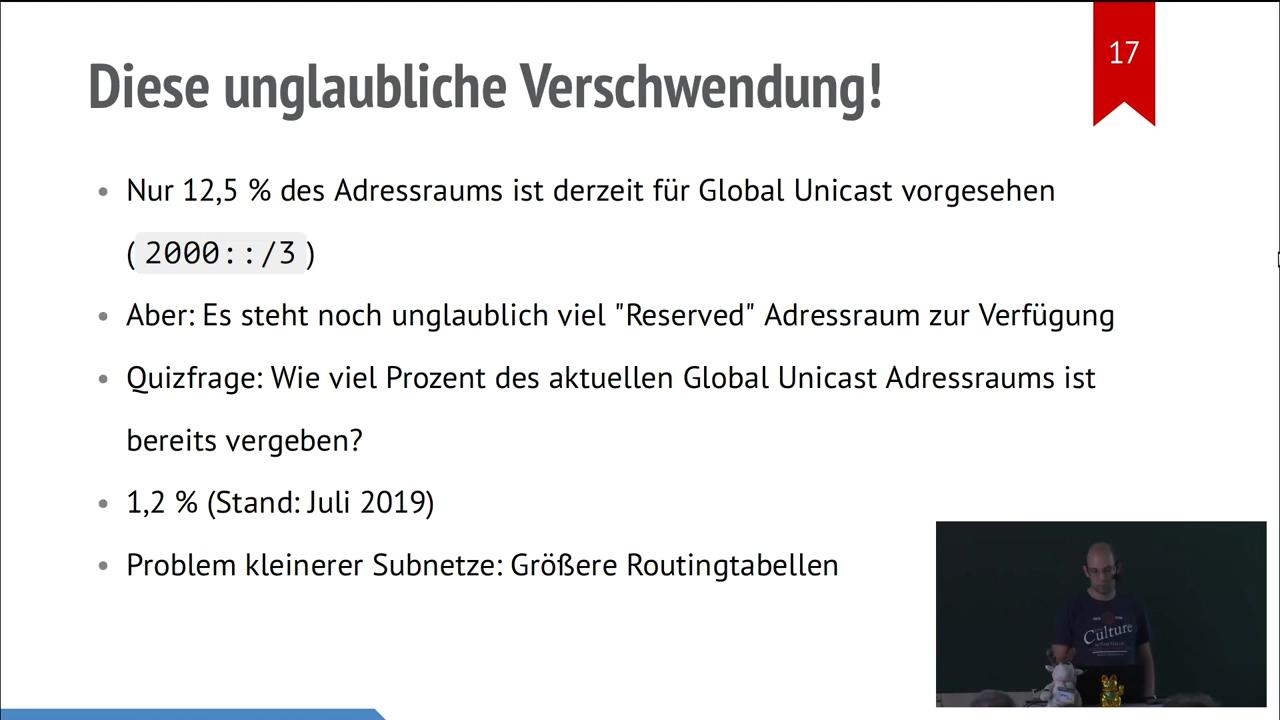 17
Diese unglaubliche Verschwendung!
Nur 12,5 % des Adressraums ist derzeit für Global Unicast vorgesehen
(2000::/3)
Aber: Es steht noch unglaublich viel "Reserved" Adressraum zur Verfügung
Quizfrage: Wie viel Prozent des aktuellen Global Unicast Adressraums ist
bereits vergeben?
1,2 % (Stand: Juli 2019)
Problem kleinerer Subnetze: Größere Routingtabellen
Culture